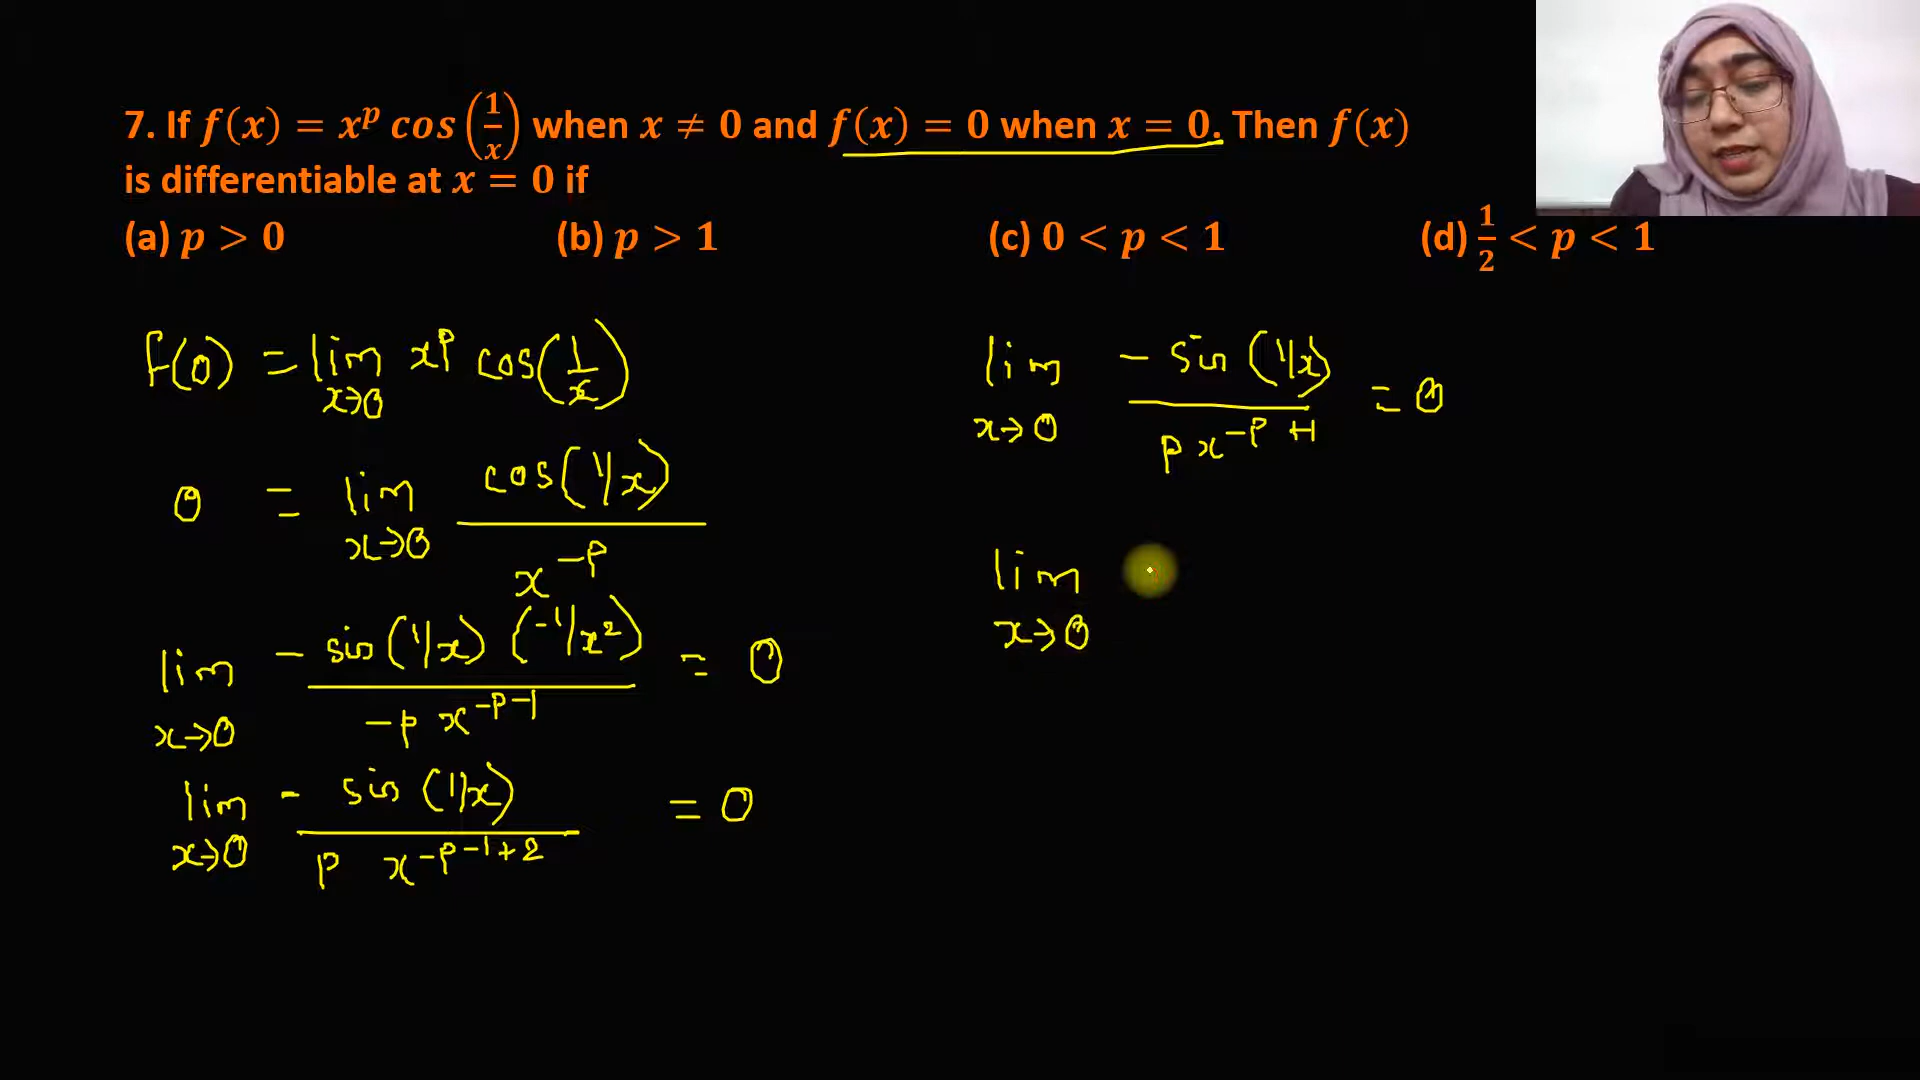 7. If f(x) = x^p cos(1/x) when x ≠ 0 and f(x) = 0 when x = 0. Then f(x)
is differentiable at x = 0 if
(a) p > 0 (b) p > 1 (c) 0 < p < 1 (d) 1/2 < p < 1
f(0) = lim x→0 x^p cos(1/x)
0 = lim x→0 cos(1/x) / x^-p
lim x→0 - sin(1/x) (-1/x²) / -p x^-p-1 = 0
lim x→0 - sin(1/x) / p x^-p-1+2 = 0
lim x→0 - sin(1/x) / p x^-p+1 = 0
lim x→0